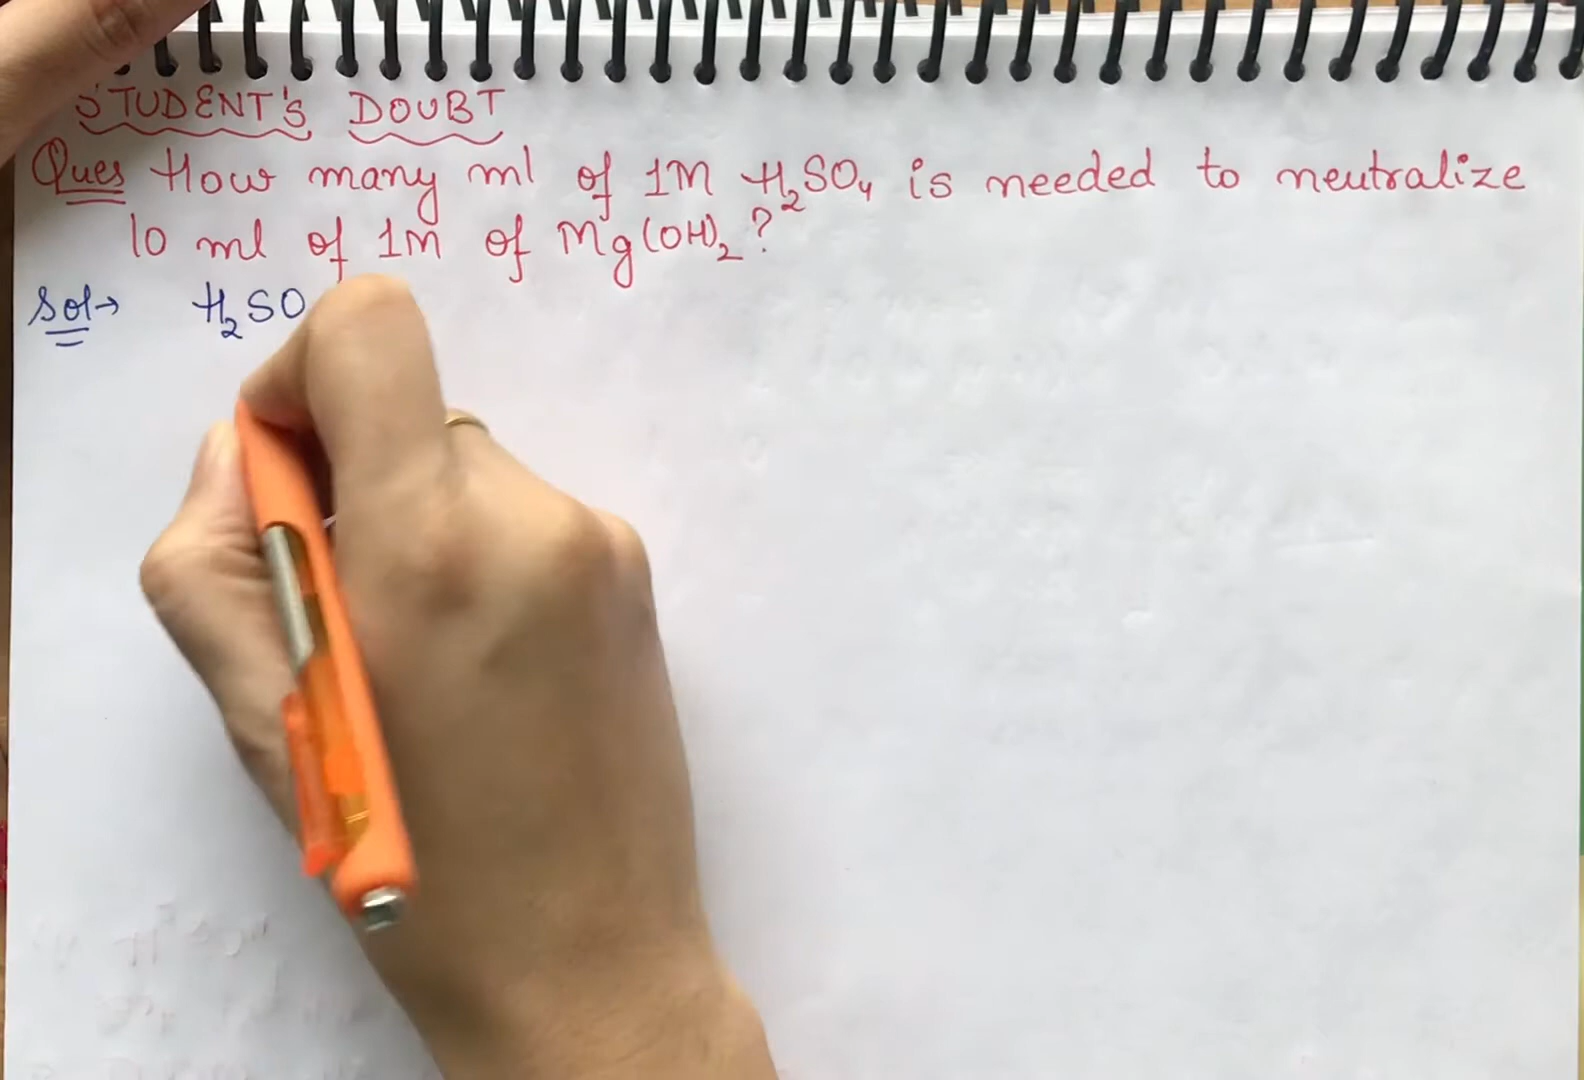 STUDENT'S DOUBT
Ques How many ml of 1M H₂SO₄ is needed to neutralize
10 ml of 1M of Mg(OH)₂?
Sol→ H₂SO